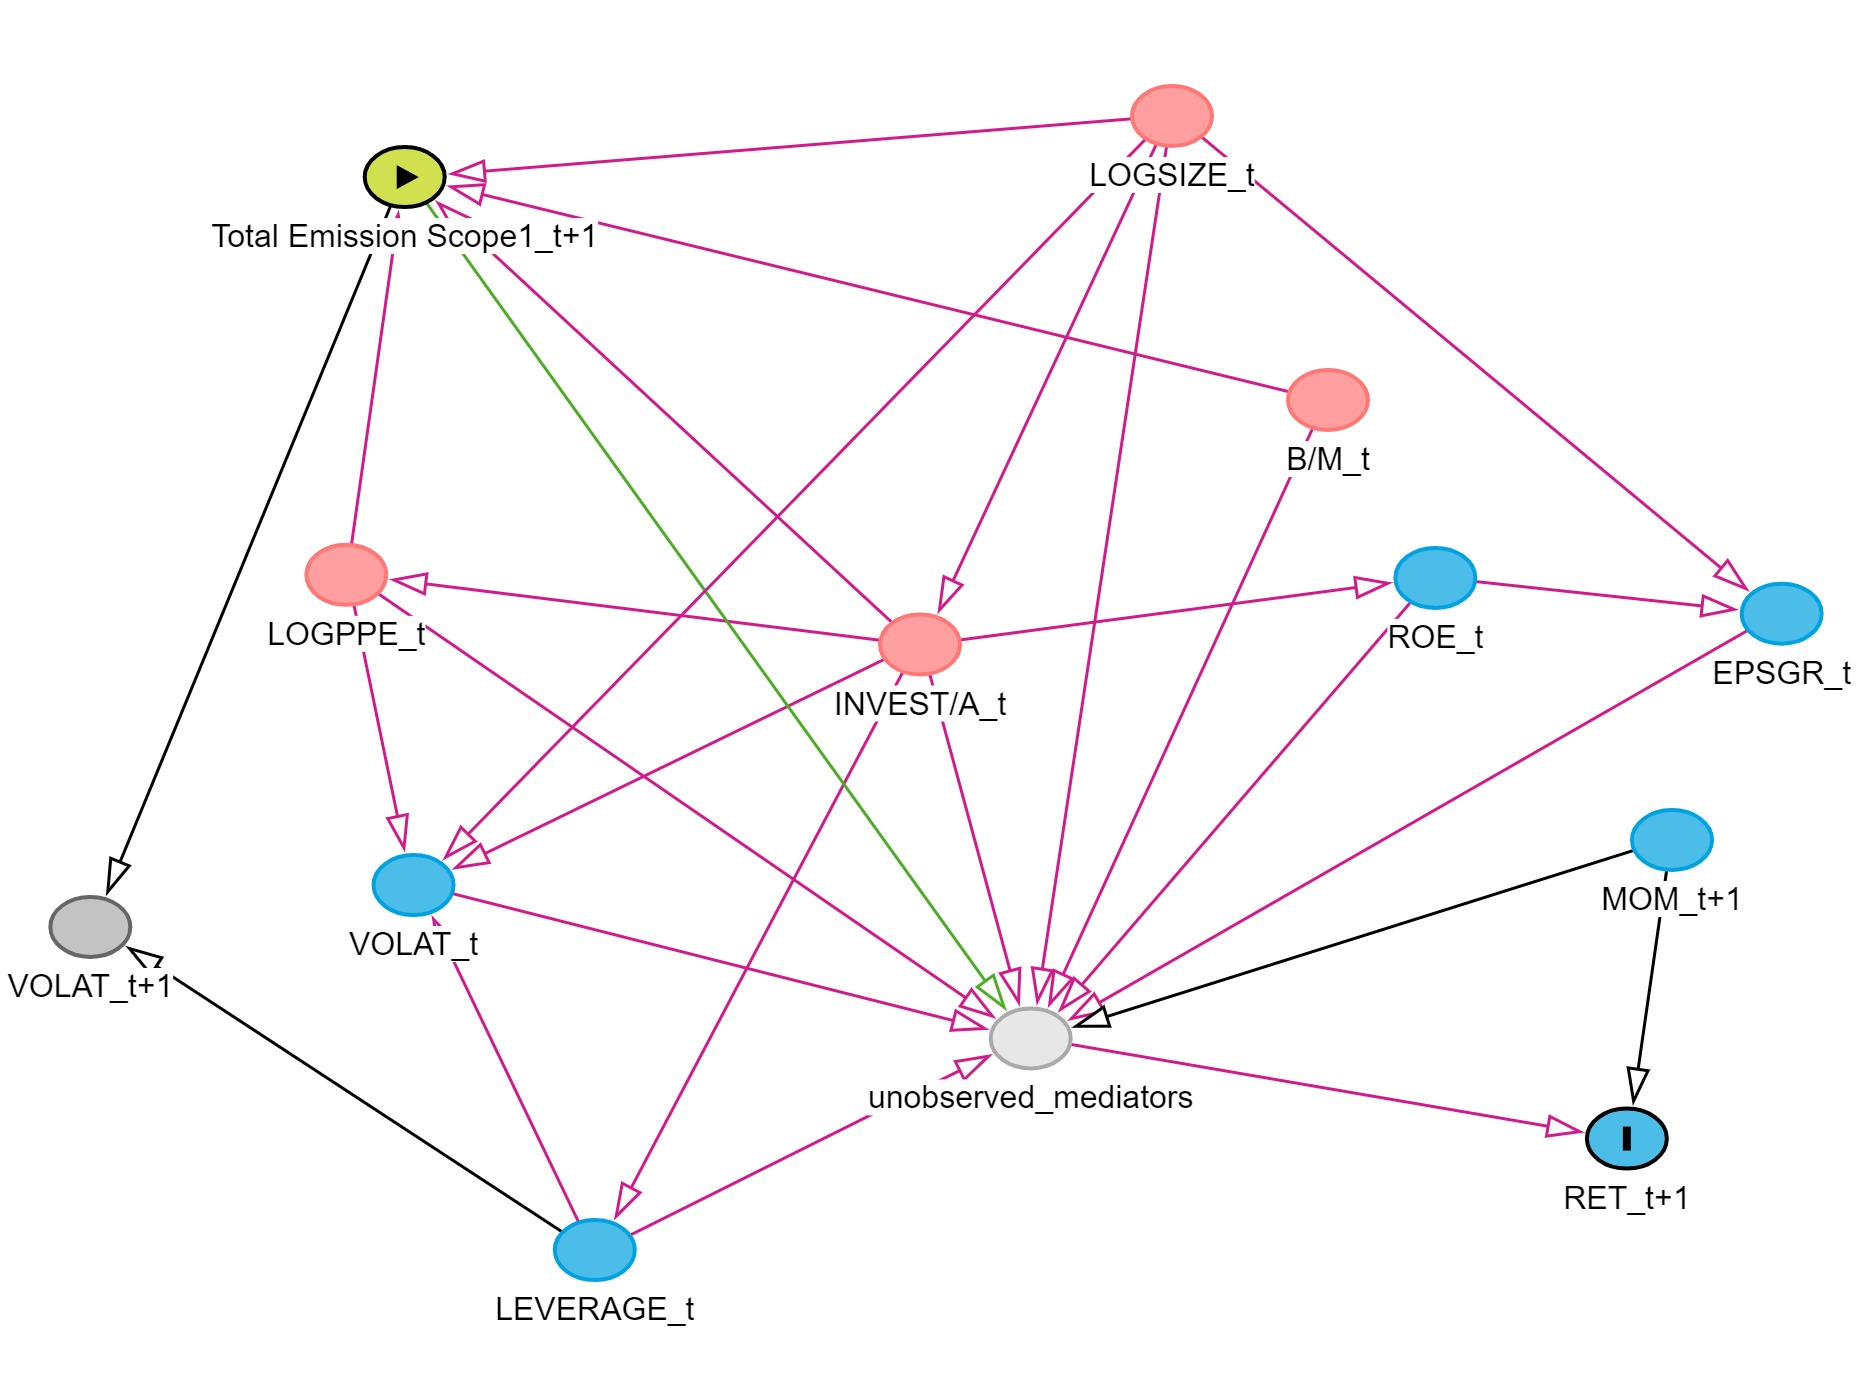 LOGSIZE_t
Total Emission Scope1_t+1
B/M_t
LOGPPE_t
ROE_t
EPSGR_t
INVEST/A_t
MOM_t+1
VOLAT_t
VOLAT_t+1
unobserved_mediators
RET_t+1
LEVERAGE_t